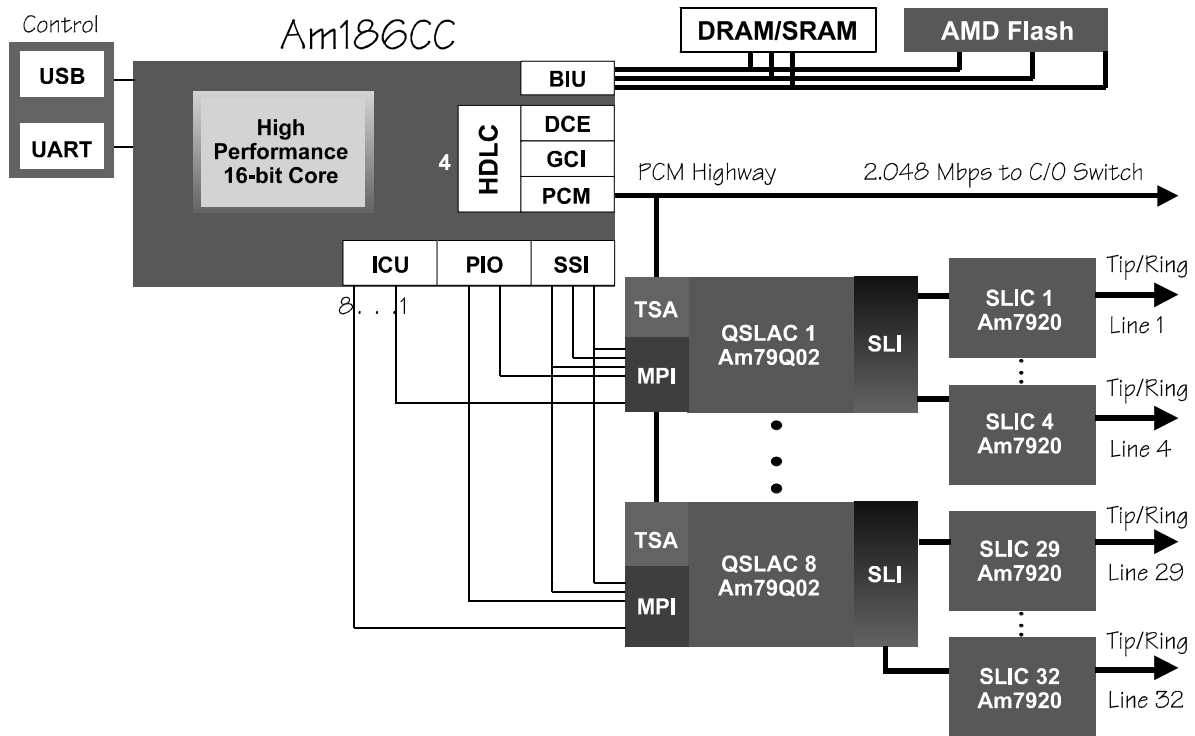 Control
Am186CC
DRAM/SRAM
AMD Flash
USB
UART
BIU
High
Performance
16-bit Core
4
HDLC
DCE
GCI
PCM
PCM Highway
2.048 Mbps to C/O Switch
ICU
PIO
SSI
8. . .1
TSA
MPI
QSLAC 1
Am79Q02
SLI
SLIC 1
Am7920
Tip/Ring
Line 1
SLIC 4
Am7920
Tip/Ring
Line 4
TSA
MPI
QSLAC 8
Am79Q02
SLI
SLIC 29
Am7920
Tip/Ring
Line 29
SLIC 32
Am7920
Tip/Ring
Line 32